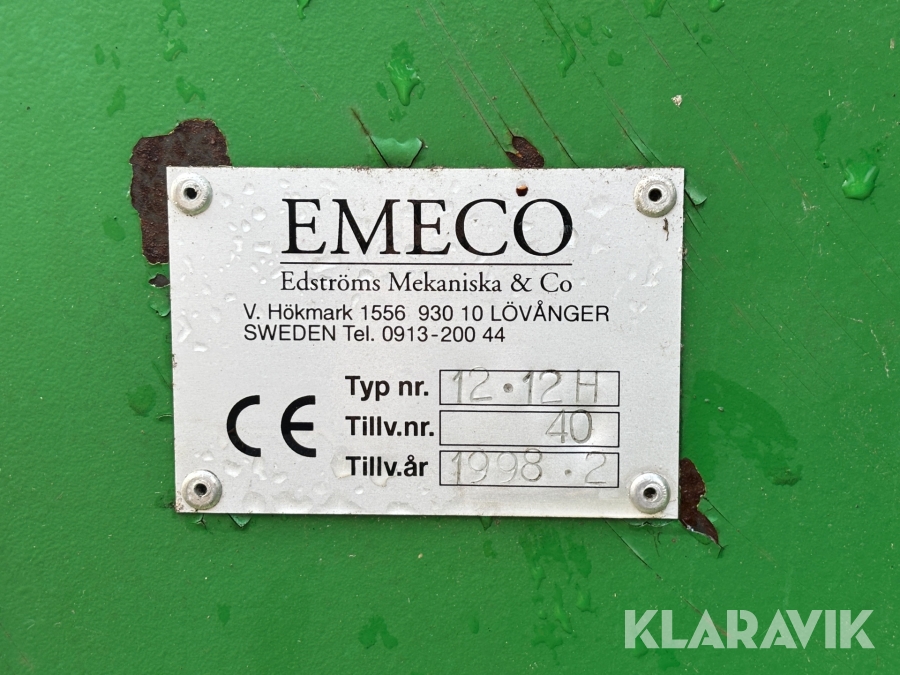 EMECO
Edströms Mekaniska & Co
V. Hökmark 1556 930 10 LÖVÅNGER
SWEDEN Tel. 0913-200 44
CE
Typ nr. 12.12H
Tillv.nr. 40
Tillv.år 1998.2
KLARAVIK